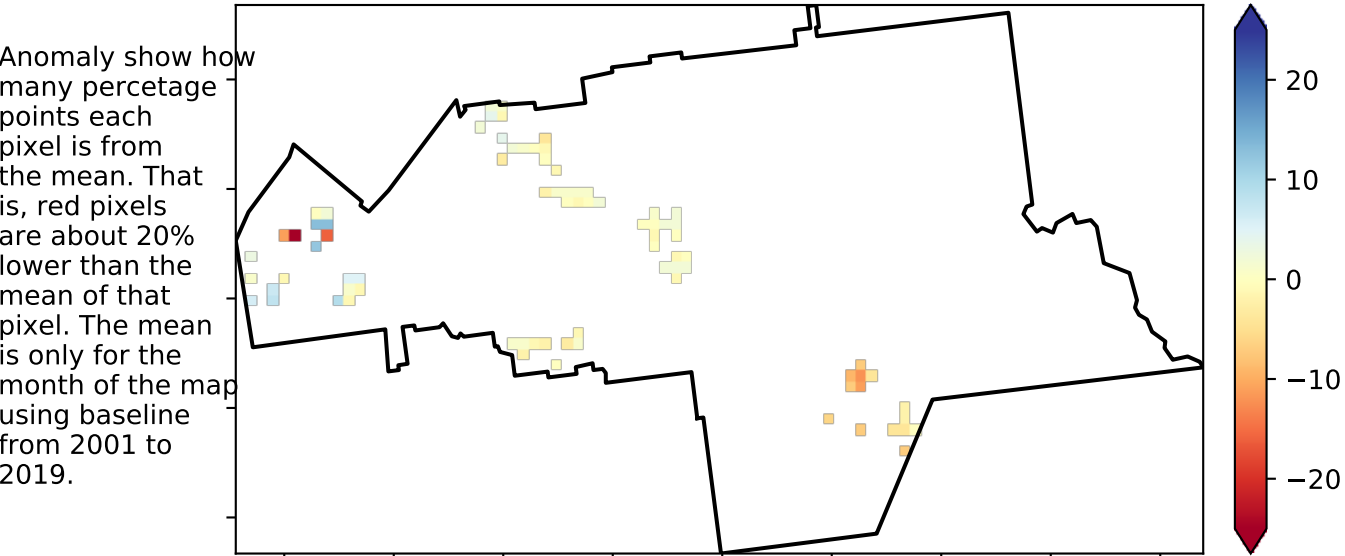 Anomaly show how
many percetage
points each
pixel is from
the mean. That
is, red pixels
are about 20%
lower than the
mean of that
pixel. The mean
is only for the
month of the map
using baseline
from 2001 to
2019.
20
10
0
−10
−20